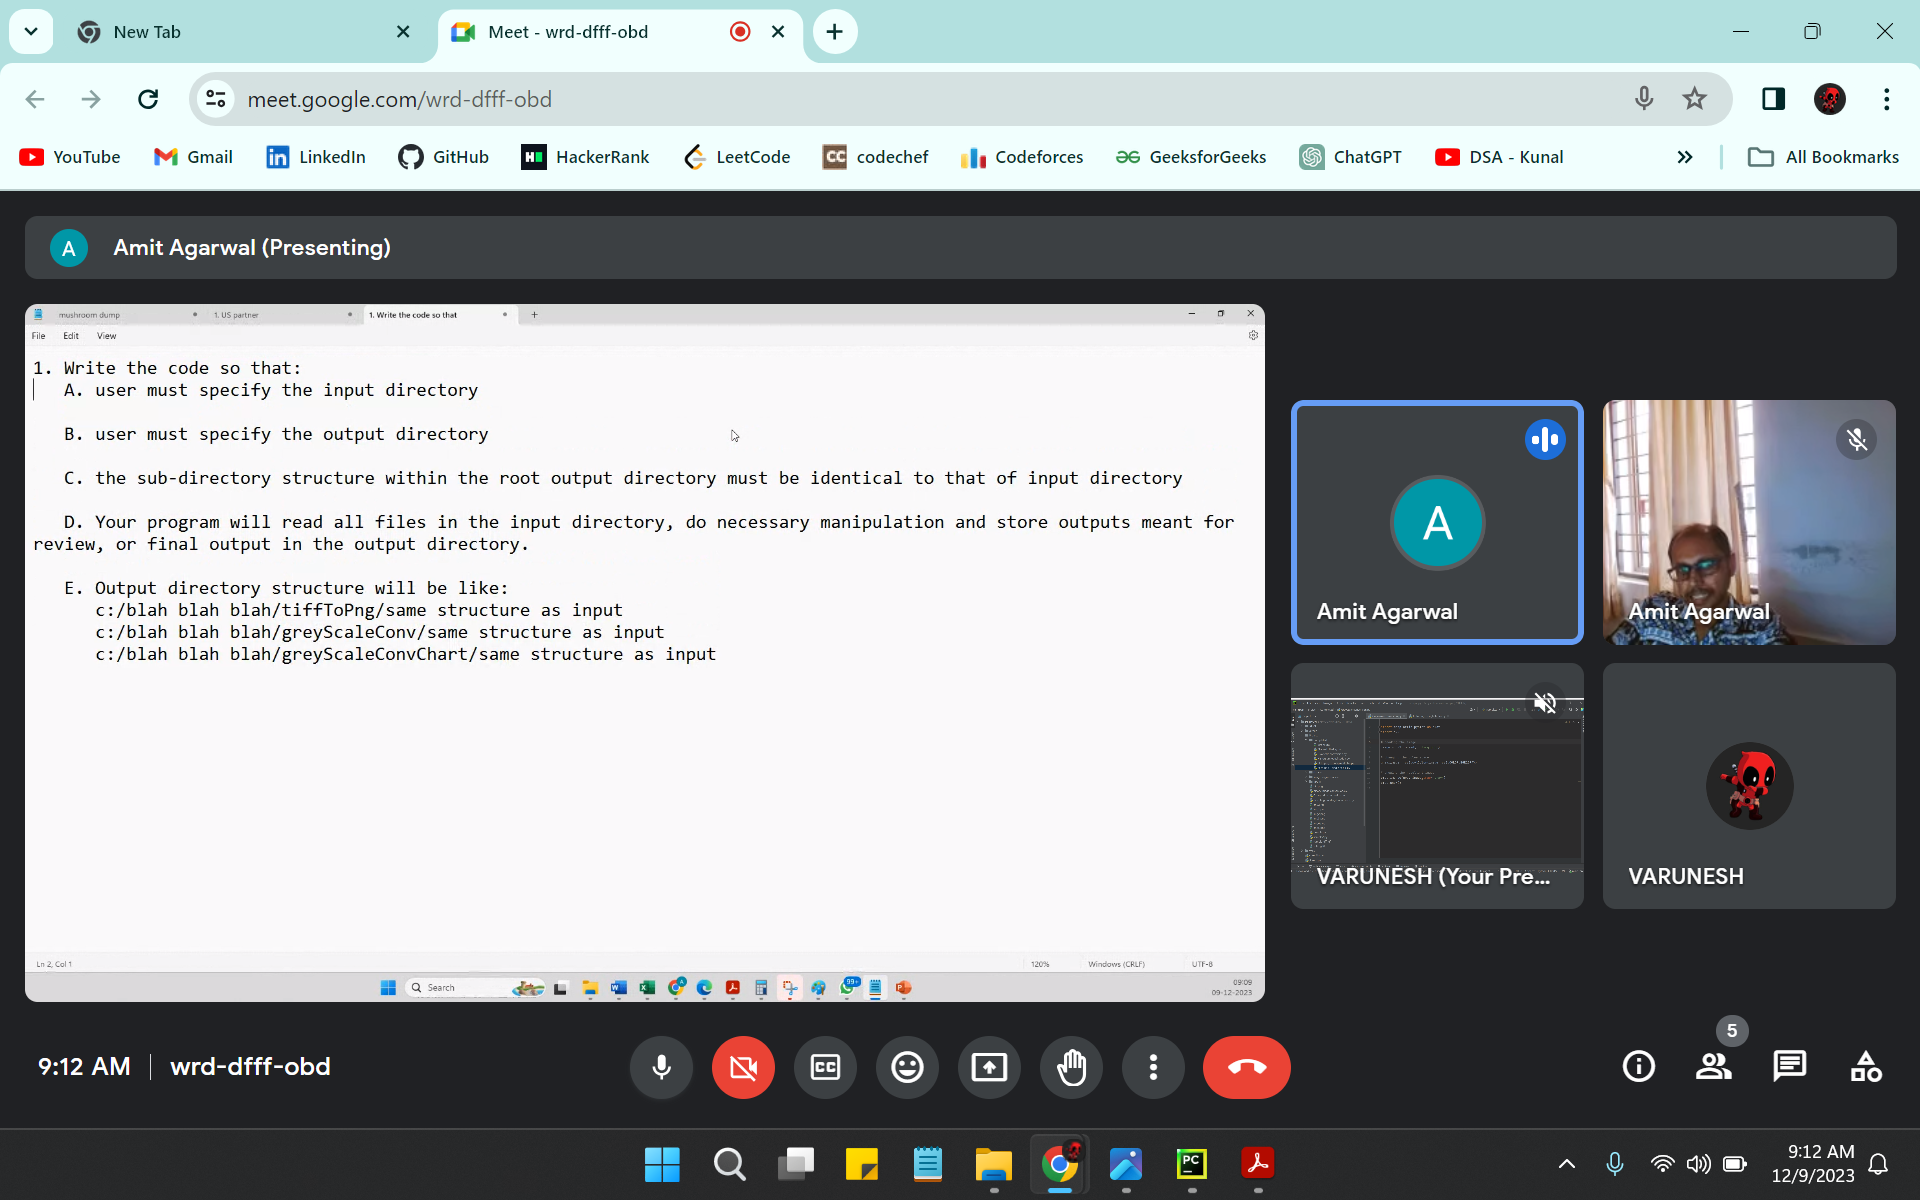 New Tab
Meet - wrd-dfff-obd
meet.google.com/wrd-dfff-obd
YouTube
Gmail
LinkedIn
GitHub
HackerRank
LeetCode
codechef
Codeforces
GeeksforGeeks
ChatGPT
DSA - Kunal
All Bookmarks
A
Amit Agarwal (Presenting)
mushroom dump
1. US partner
1. Write the code so that
File
Edit
View
1. Write the code so that:
A. user must specify the input directory
B. user must specify the output directory
C. the sub-directory structure within the root output directory must be identical to that of input directory
D. Your program will read all files in the input directory, do necessary manipulation and store outputs meant for
review, or final output in the output directory.
E. Output directory structure will be like:
c:/blah blah blah/tiffToPng/same structure as input
c:/blah blah blah/greyScaleConv/same structure as input
c:/blah blah blah/greyScaleConvChart/same structure as input
Ln 2, Col 1
120%
Windows (CRLF)
UTF-8
Search
99+
09:09
09-12-2023
A
Amit Agarwal
Amit Agarwal
VARUNESH (Your Pre...
VARUNESH
9:12 AM
wrd-dfff-obd
5
9:12 AM
12/9/2023